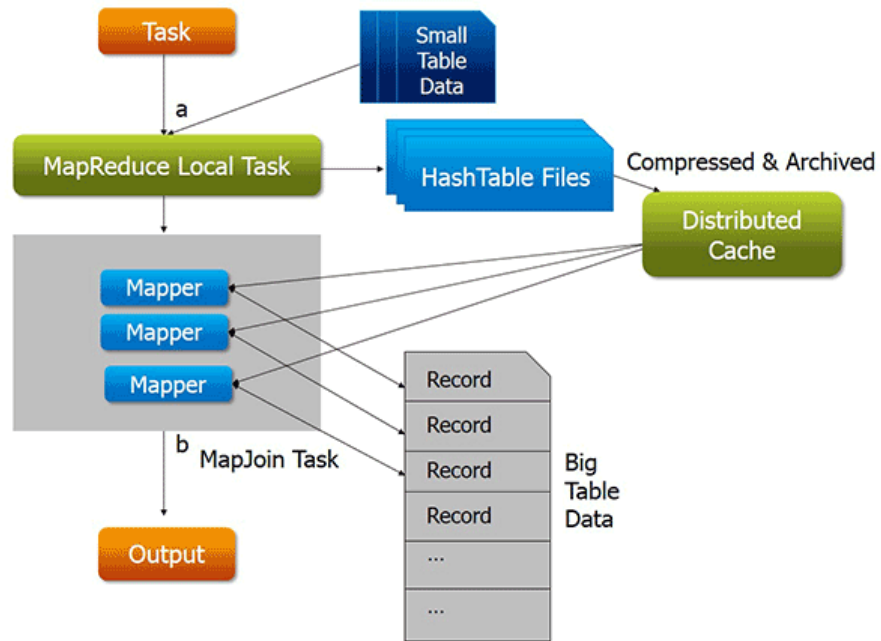 Task
Small
Table
Data
a
MapReduce Local Task
HashTable Files
Compressed & Archived
Distributed
Cache
Mapper
Mapper
Mapper
Record
Record
Record
Record
...
...
Big
Table
Data
b
MapJoin Task
Output